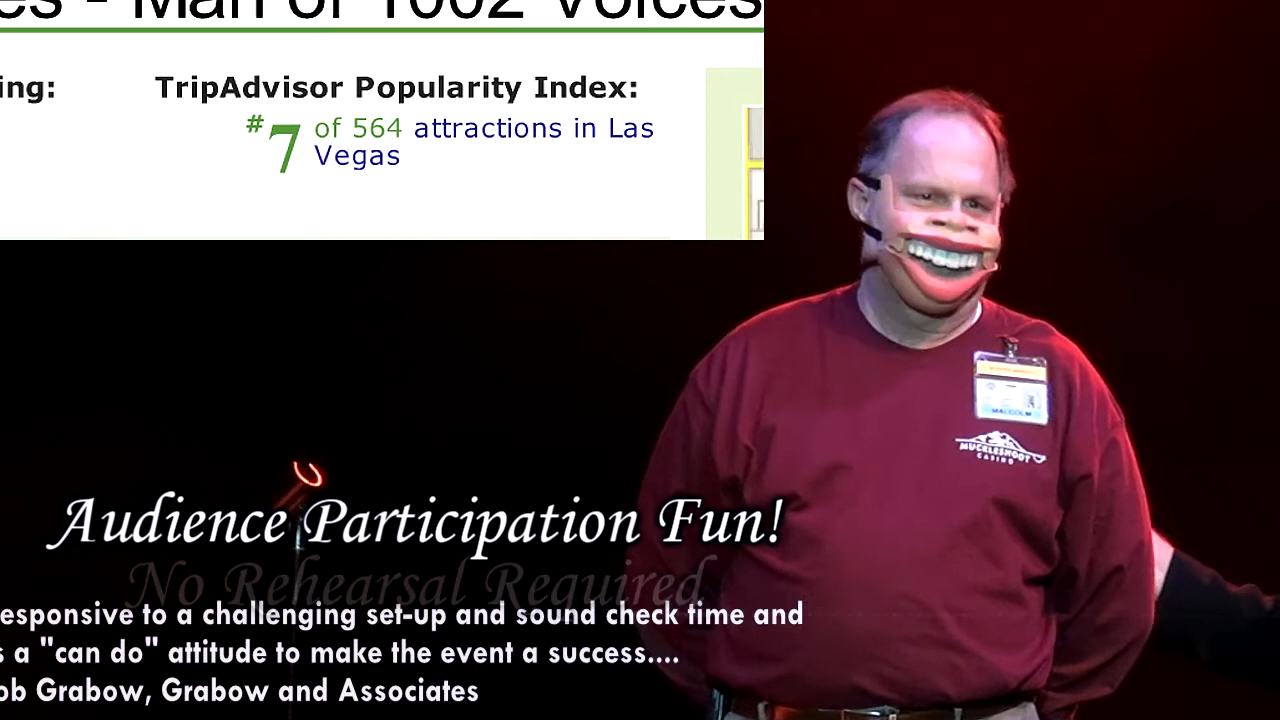 es - Man of 1002 Voices
ing:
TripAdvisor Popularity Index:
#7 of 564 attractions in Las
Vegas
MALCOLM
MUCKLESHOOT
CASINO
Audience Participation Fun!
No Rehearsal Required
esponsive to a challenging set-up and sound check time and
s a "can do" attitude to make the event a success....
ob Grabow, Grabow and Associates